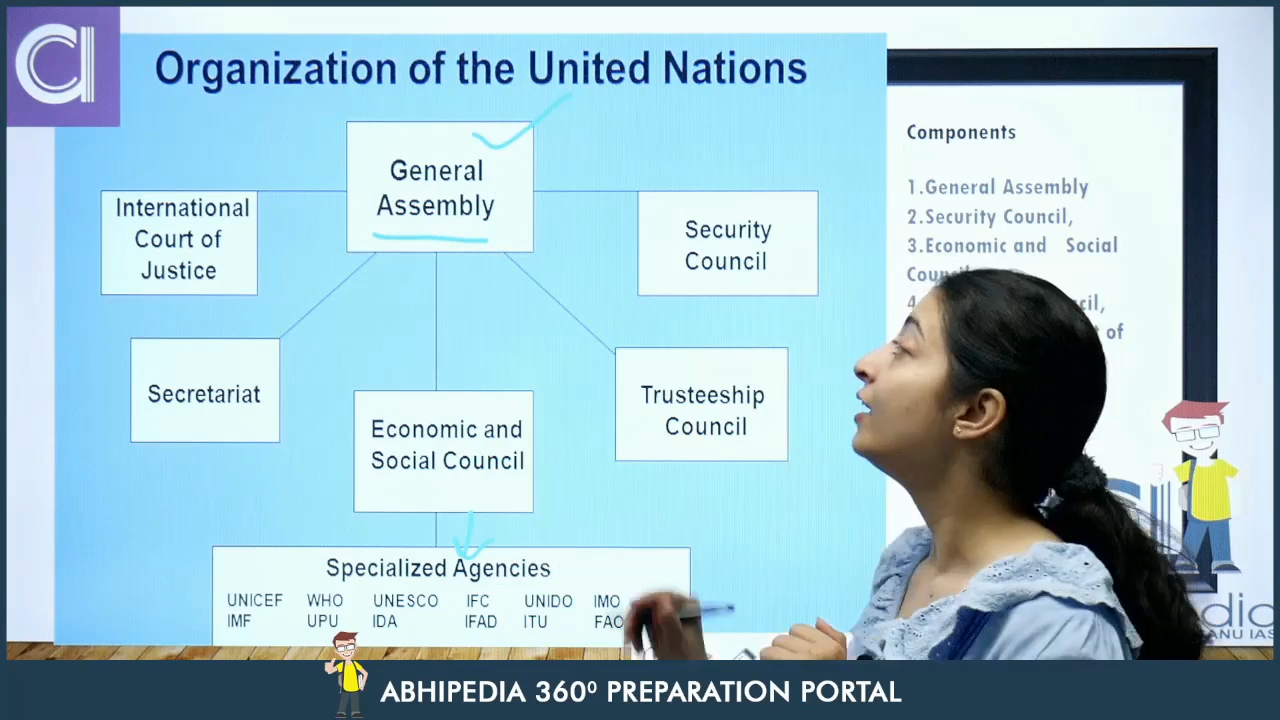 Organization of the United Nations
General
Assembly
International
Court of
Justice
Security
Council
Secretariat
Trusteeship
Council
Economic and
Social Council
Specialized Agencies
UNICEF WHO UNESCO IFC UNIDO IMO
IMF UPU IDA IFAD ITU FAO
Components
1.General Assembly
2.Security Council,
3.Economic and Social
of
ABHIPEDIA 360⁰ PREPARATION PORTAL